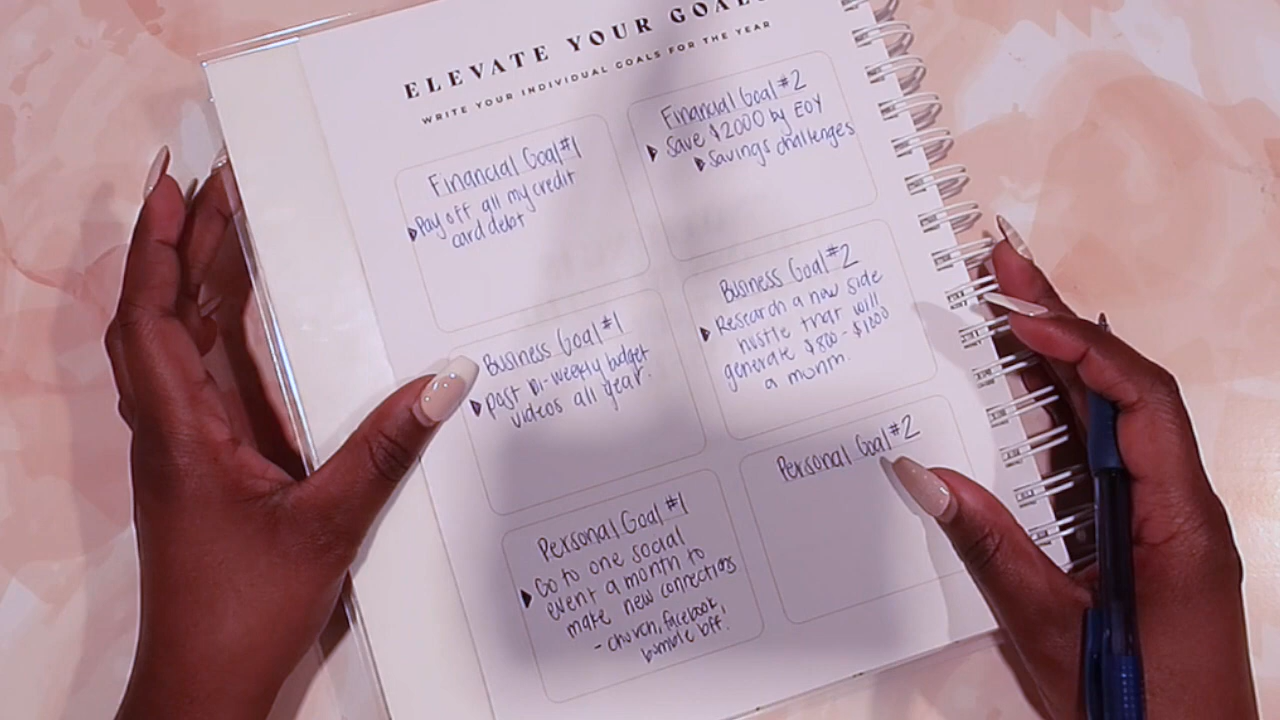 ELEVATE YOUR GOALS
WRITE YOUR INDIVIDUAL GOALS FOR THE YEAR
Financial Goal #1
Pay off all my credit
card debt
Financial Goal #2
Save $2000 by EOY
Savings challenges
Business Goal #1
Post Bi-weekly budget
videos all year.
Business Goal #2
Research a new side
hustle that will
generate $800-$1200
a month.
Personal Goal #1
Go to one social
event a month to
make new connections
- church, facebook,
bumble bff.
Personal Goal #2